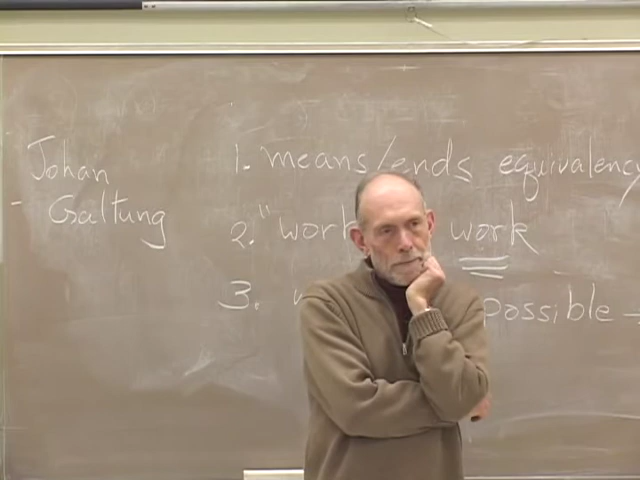 Johan
- Galtung
1. means/ends equivalency
2. "work work
3. possible -